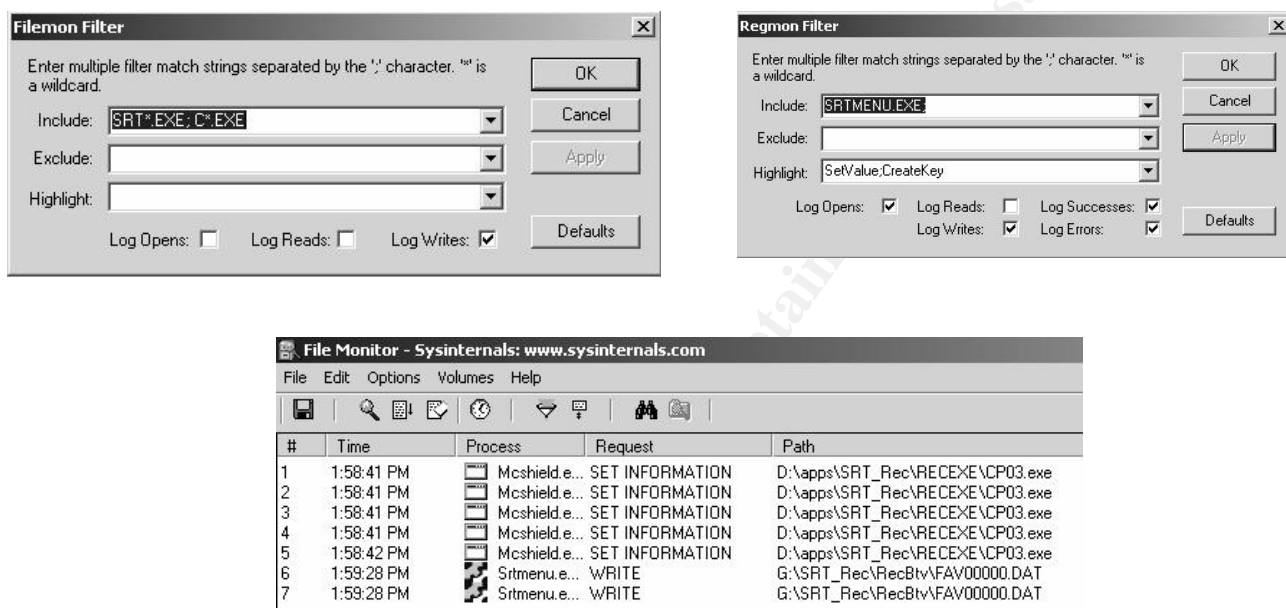 Filemon Filter
Enter multiple filter match strings separated by the ';' character. '*' is
a wildcard.
Include: SRT*.EXE; C*.EXE
Exclude:
Highlight:
Log Opens: Log Reads: Log Writes:
OK
Cancel
Apply
Defaults
Regmon Filter
Enter multiple filter match strings separated by the ';' character. '*' is
a wildcard.
Include: SRTMENU.EXE;
Exclude:
Highlight: SetValue;CreateKey
Log Opens: Log Reads: Log Successes:
Log Writes: Log Errors:
OK
Cancel
Apply
Defaults
File Monitor - Sysinternals: www.sysinternals.com
File Edit Options Volumes Help
# Time Process Request Path
1 1:58:41 PM Mcshield.e... SET INFORMATION D:\apps\SRT_Rec\RECEXE\CP03.exe
2 1:58:41 PM Mcshield.e... SET INFORMATION D:\apps\SRT_Rec\RECEXE\CP03.exe
3 1:58:41 PM Mcshield.e... SET INFORMATION D:\apps\SRT_Rec\RECEXE\CP03.exe
4 1:58:41 PM Mcshield.e... SET INFORMATION D:\apps\SRT_Rec\RECEXE\CP03.exe
5 1:58:42 PM Mcshield.e... SET INFORMATION D:\apps\SRT_Rec\RECEXE\CP03.exe
6 1:59:28 PM Srtmenu.e... WRITE G:\SRT_Rec\RecBtv\FAV00000.DAT
7 1:59:28 PM Srtmenu.e... WRITE G:\SRT_Rec\RecBtv\FAV00000.DAT